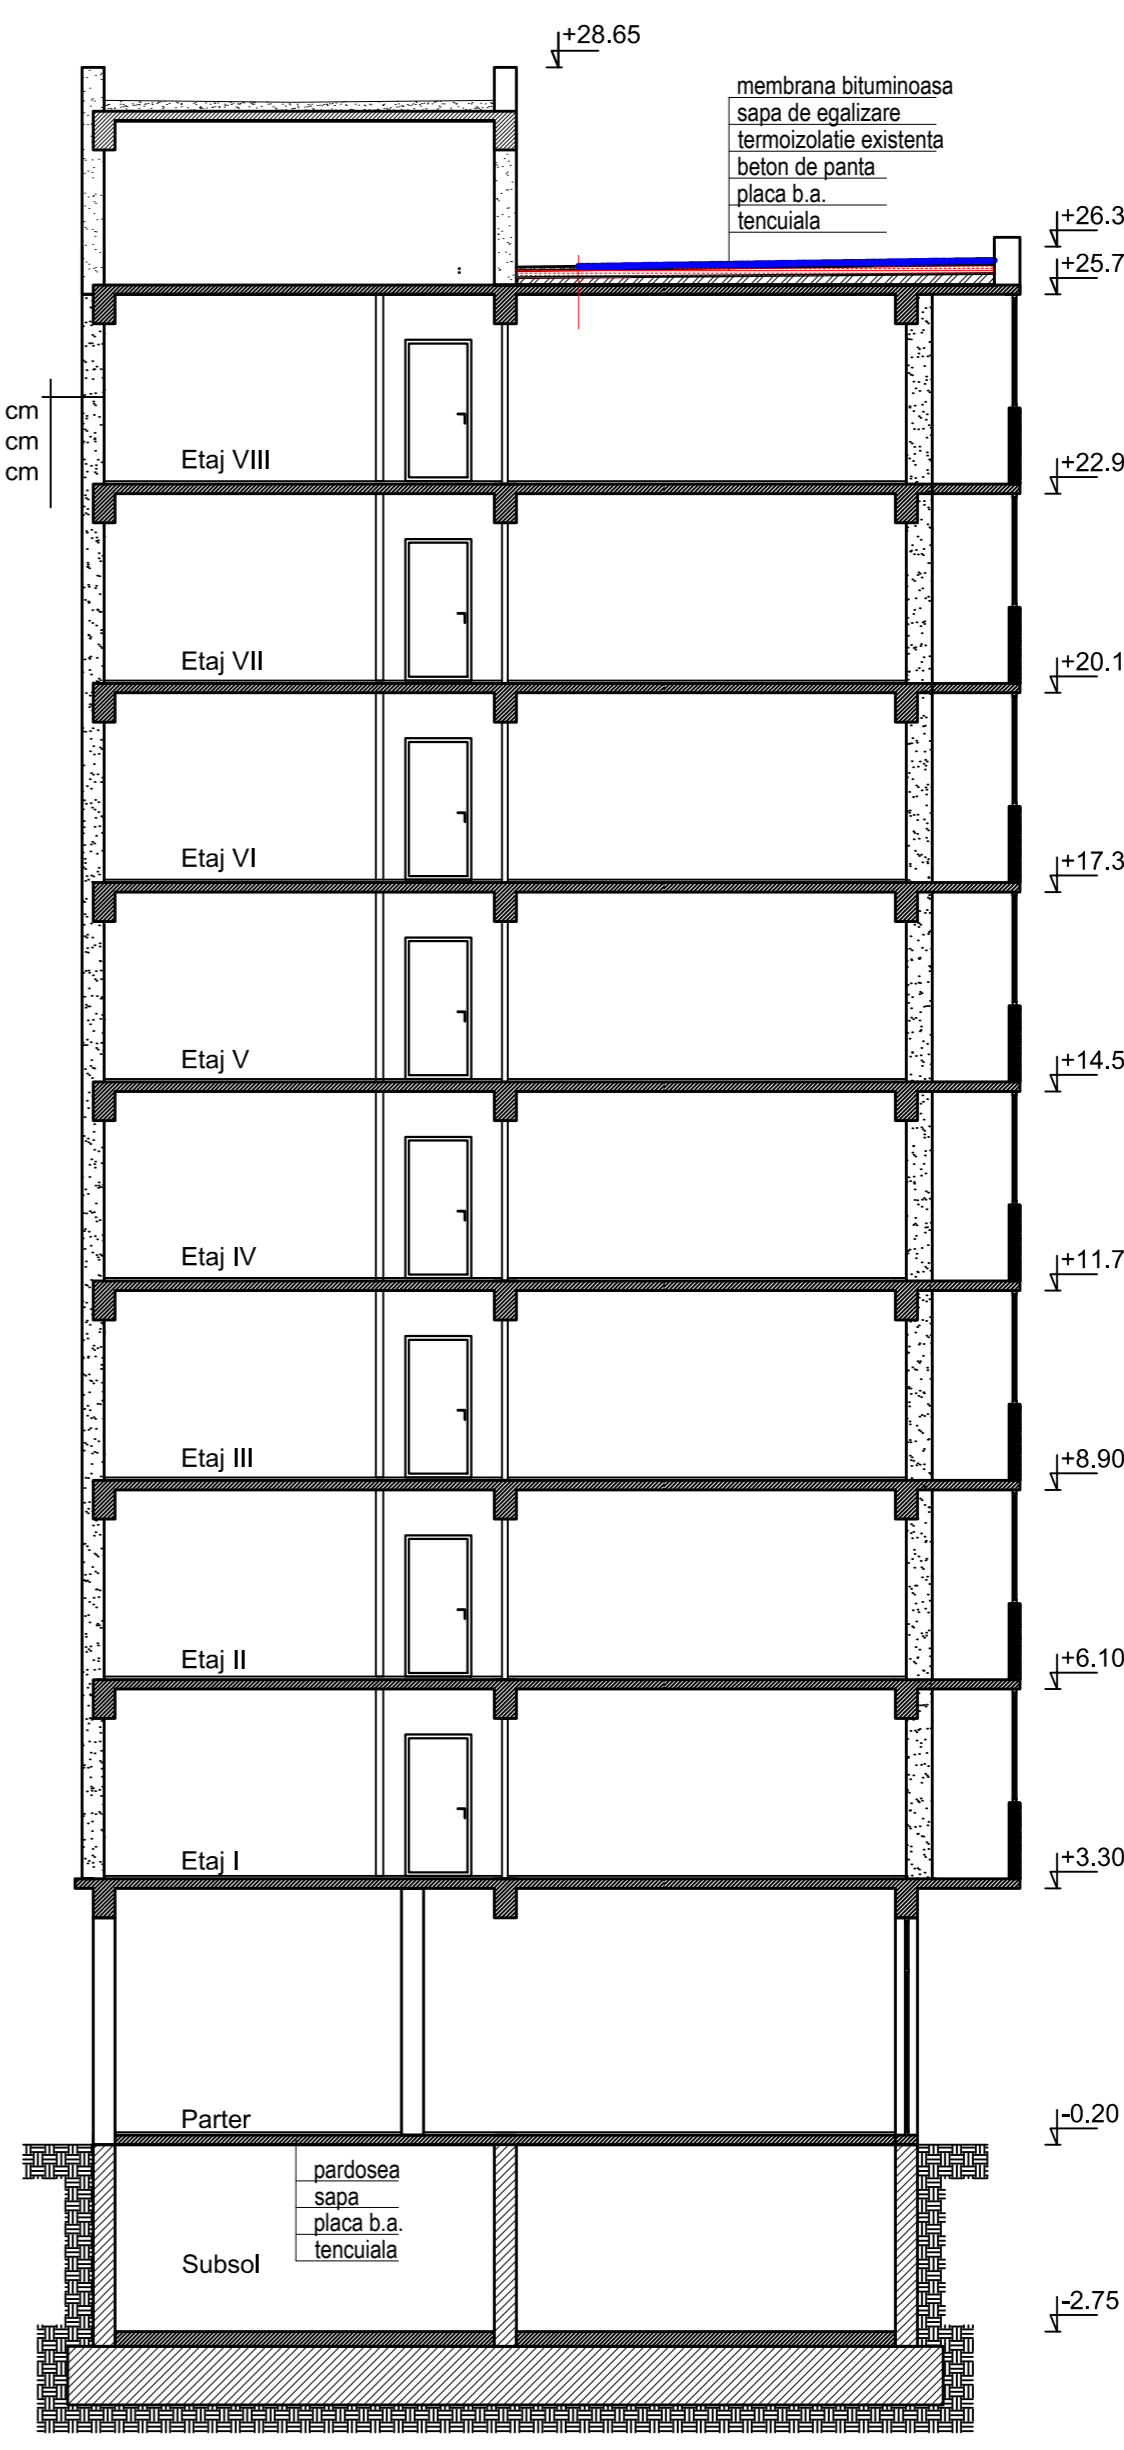 +28.65
membrana bituminoasa
sapa de egalizare
termoizolatie existenta
beton de panta
placa b.a.
tencuiala
+26.3
+25.7
cm
cm
cm
Etaj VIII
+22.9
Etaj VII
+20.1
Etaj VI
+17.3
Etaj V
+14.5
Etaj IV
+11.7
Etaj III
+8.90
Etaj II
+6.10
Etaj I
+3.30
Parter
-0.20
pardosea
sapa
placa b.a.
tencuiala
Subsol
-2.75